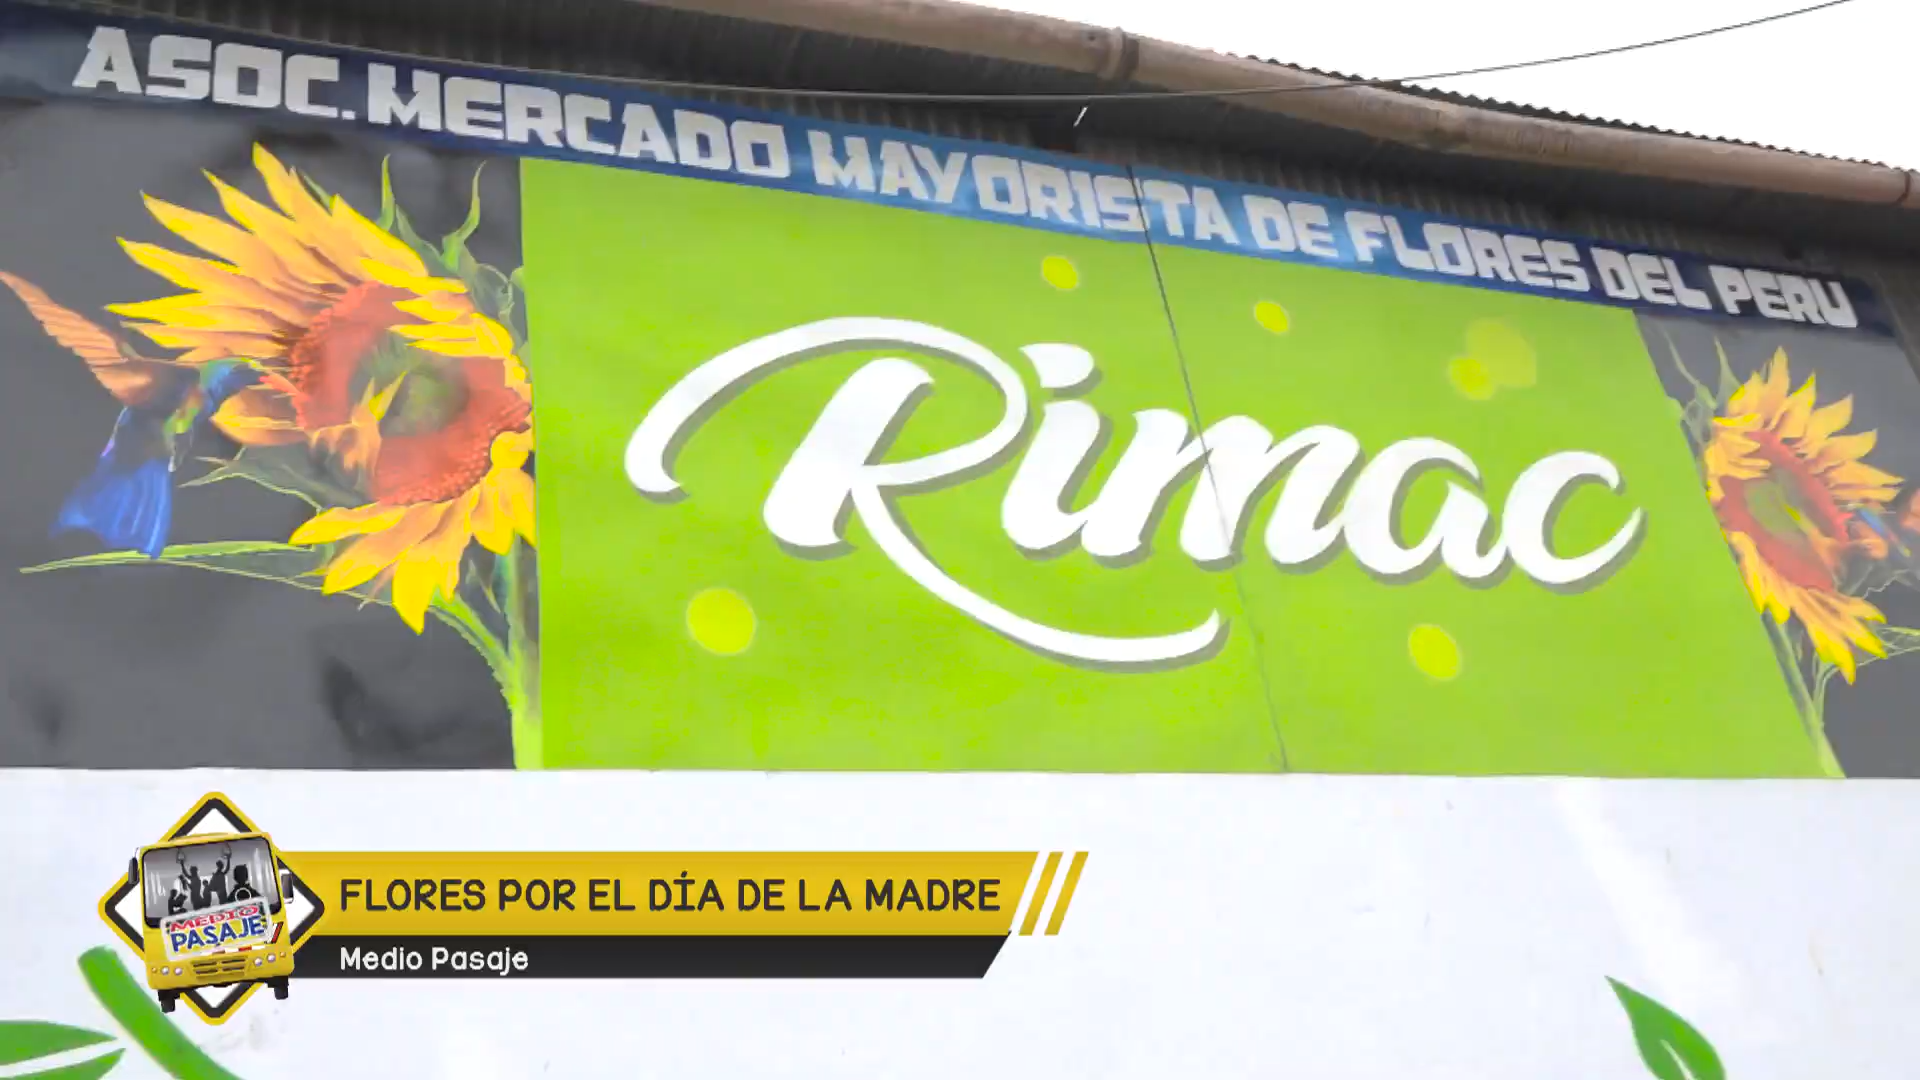 ASOC. MERCADO MAYORISTA DE FLORES DEL PERU
Rimac
FLORES POR EL DÍA DE LA MADRE
MEDIO
PASAJE
Medio Pasaje